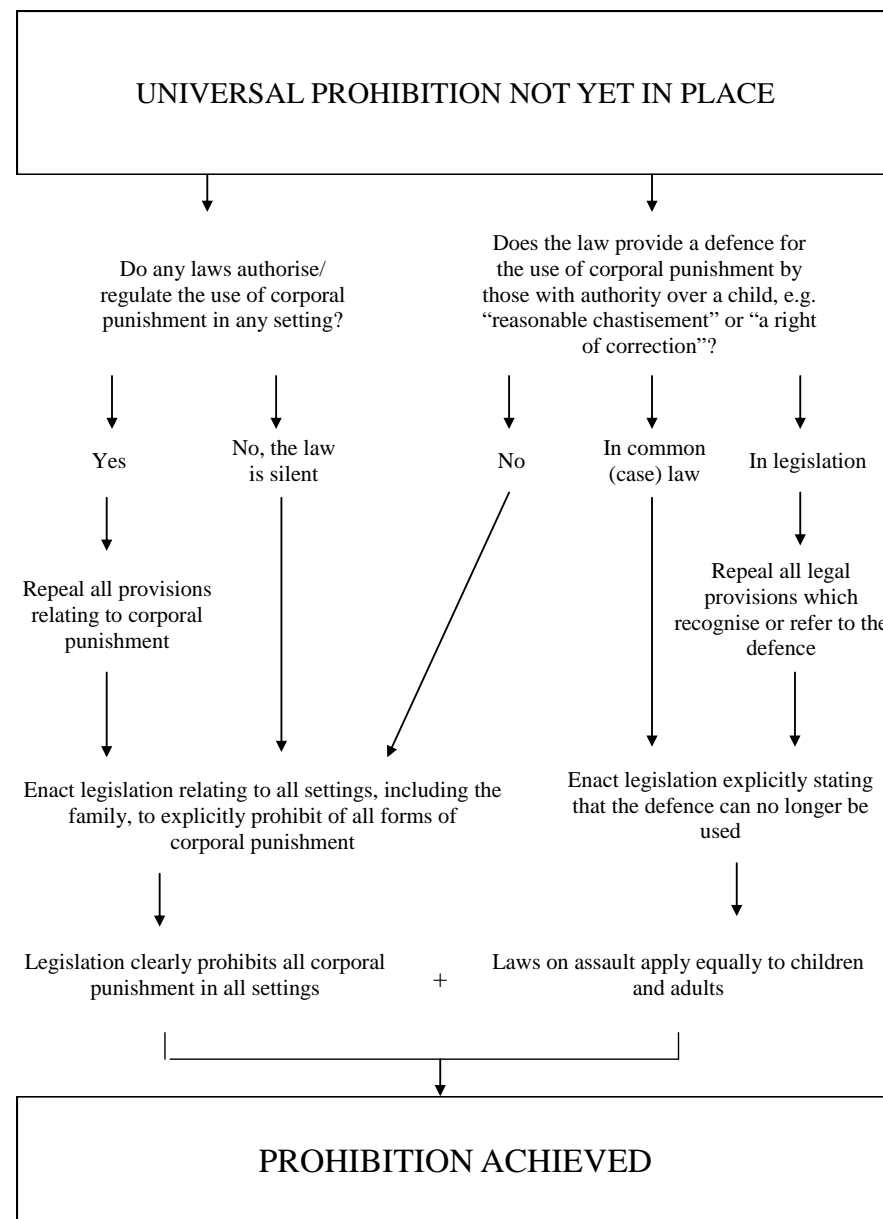 UNIVERSAL PROHIBITION NOT YET IN PLACE
Do any laws authorise/
regulate the use of corporal
punishment in any setting?
Does the law provide a defence for
the use of corporal punishment by
those with authority over a child, e.g.
“reasonable chastisement” or “a right
of correction”?
Yes
No, the law
is silent
No
In common
(case) law
In legislation
Repeal all provisions
relating to corporal
punishment
Repeal all legal
provisions which
recognise or refer to the
defence
Enact legislation relating to all settings, including the
family, to explicitly prohibit of all forms of
corporal punishment
Enact legislation explicitly stating
that the defence can no longer be
used
Legislation clearly prohibits all corporal
punishment in all settings
+
Laws on assault apply equally to children
and adults
PROHIBITION ACHIEVED